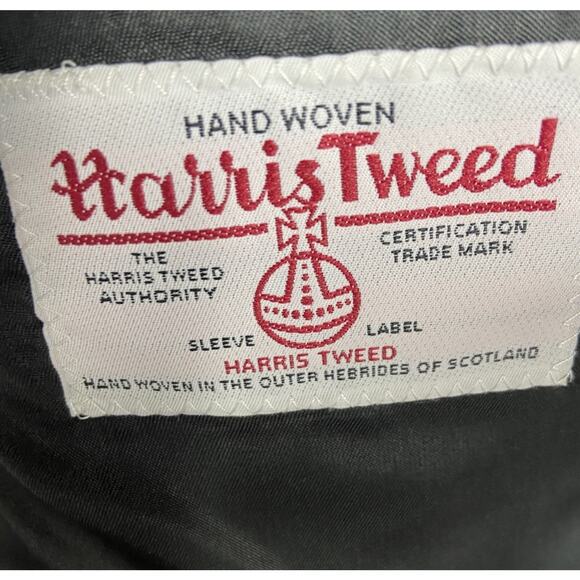 HAND WOVEN
Harris Tweed
THE
HARRIS TWEED
AUTHORITY
CERTIFICATION
TRADE MARK
SLEEVE LABEL
HARRIS TWEED
HAND WOVEN IN THE OUTER HEBRIDES OF SCOTLAND